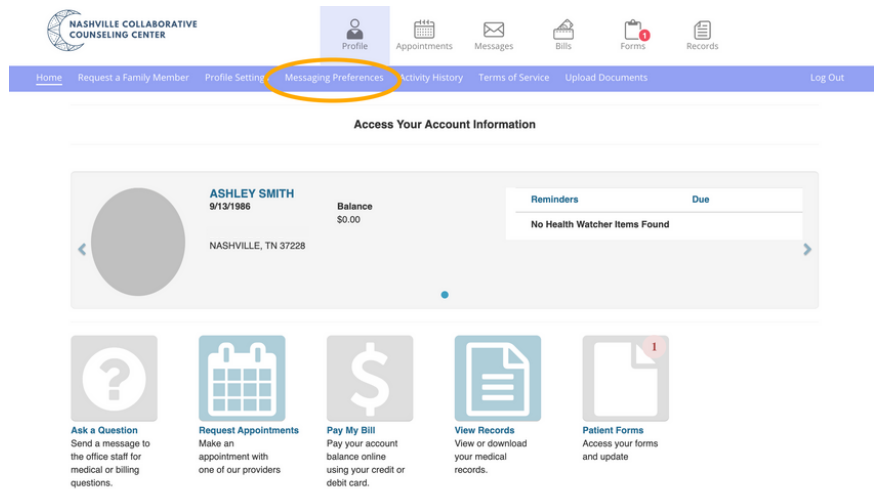 NASHVILLE COLLABORATIVE
COUNSELING CENTER
Profile
Appointments
Messages
Bills
1
Forms
Records
Home Request a Family Member Profile Settings Messaging Preferences Activity History Terms of Service Upload Documents Log Out
Access Your Account Information
ASHLEY SMITH
9/13/1986
NASHVILLE, TN 37228
Balance
$0.00
Reminders Due
No Health Watcher Items Found
?
$
1
Ask a Question
Send a message to
the office staff for
medical or billing
questions.
Request Appointments
Make an
appointment with
one of our providers
Pay My Bill
Pay your account
balance online
using your credit or
debit card.
View Records
View or download
your medical
records.
Patient Forms
Access your forms
and update